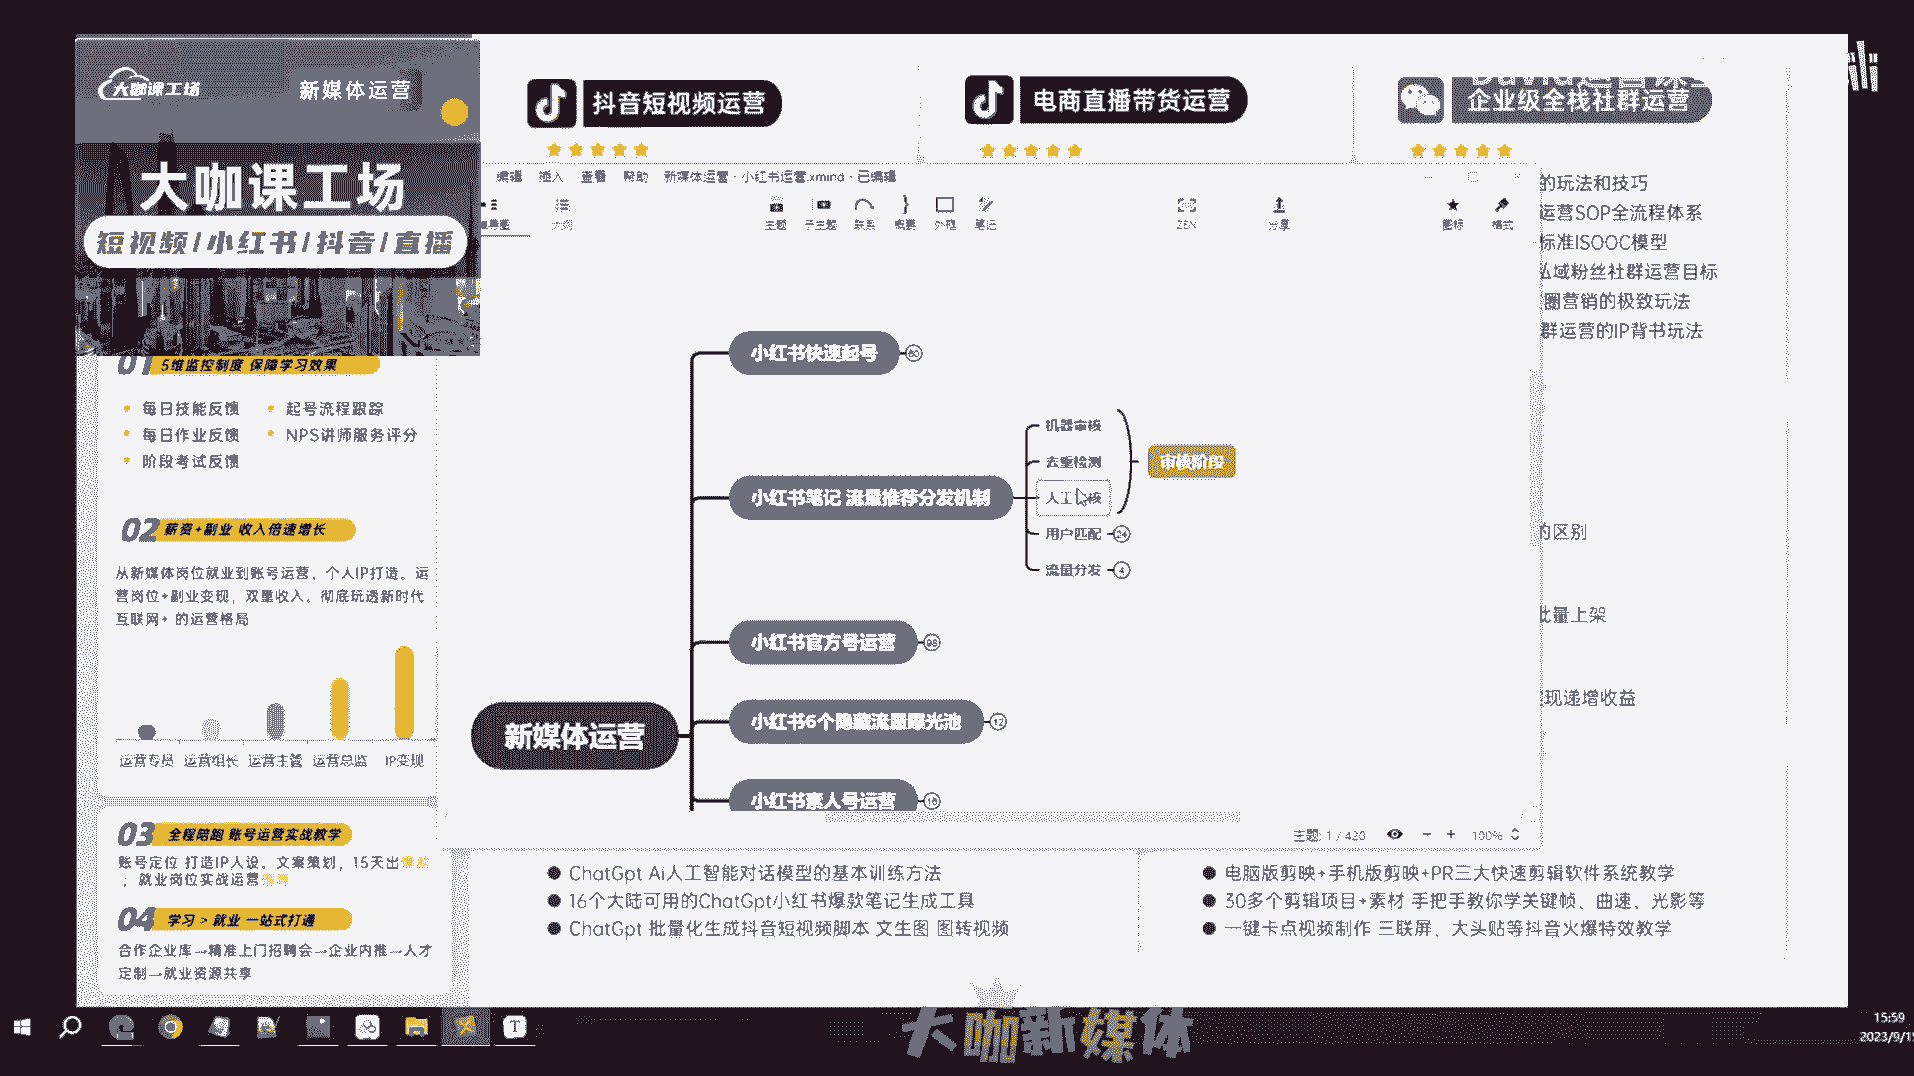 大咖课工场
新媒体运营
大咖课工场
短视频/小红书/抖音/直播
抖音短视频运营
电商直播带货运营
企业级全栈社群运营
编辑 插入 查看 帮助 新媒体运营 - 小红书运营.xmind - 已编辑
大纲
主题 子主题 联系 概要 外框 笔记
ZEN
分享
图标 格式
的玩法和技巧
运营SOP全流程体系
标准ISOOC模型
私域粉丝社群运营目标
圈营销的极致玩法
群运营的IP背书玩法
的区别
批量上架
现递增收益
小红书快速起号 60
小红书笔记 流量推荐分发机制
机器审核
去重检测
人工审核
用户匹配 24
流量分发 4
审核阶段
小红书官方号运营 98
小红书6个隐藏流量曝光池 12
新媒体运营
小红书素人号运营 16
主题: 1 / 420
100%
01 5维监控制度 保障学习效果
每日技能反馈
起号流程跟踪
每日作业反馈
NPS讲师服务评分
阶段考试反馈
02 薪资+副业 收入倍速增长
从新媒体岗位就业到账号运营，个人IP打造。运
营岗位+副业变现，双量收入。彻底玩透新时代
互联网+ 的运营格局
运营专员 运营组长 运营主管 运营总监 IP变现
03 全程陪跑 账号运营实战教学
账号定位 打造IP人设。文案策划，15天出
；就业岗位实战运营
04 学习 > 就业 一站式打通
合作企业库→精准上门招聘会→企业内推→人才
定制→就业资源共享
ChatGpt Ai人工智能对话模型的基本训练方法
16个大陆可用的ChatGpt小红书爆款笔记生成工具
ChatGpt 批量化生成抖音短视频脚本 文生图 图转视频
电脑版剪映+手机版剪映+PR三大快速剪辑软件系统教学
30多个剪辑项目+素材 手把手教你学关键帧、曲速、光影等
一键卡点视频制作 三联屏、大头贴等抖音火爆特效教学
大咖新媒体
15:59
2023/9/1